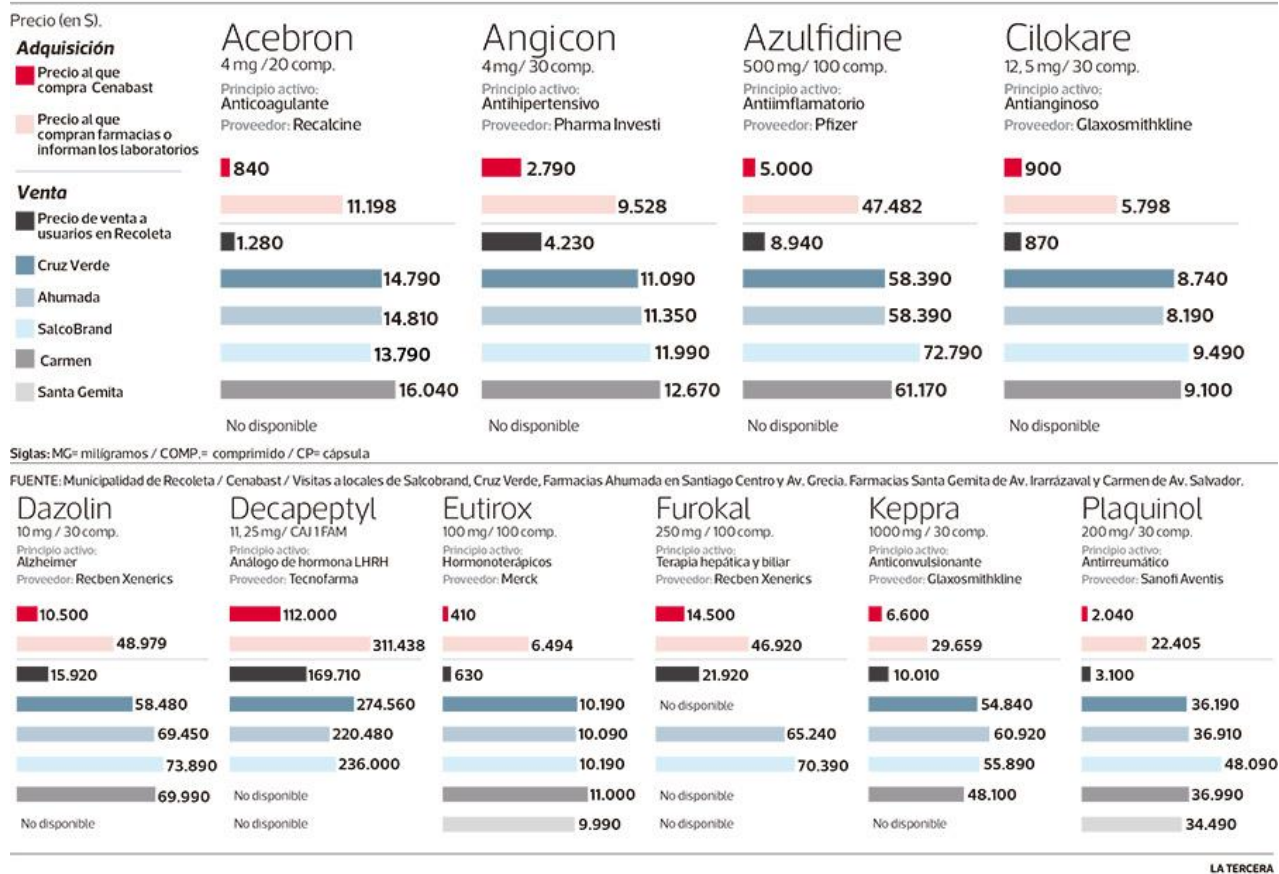 Precio (en S).
Adquisición
Precio al que
compra Cenabast
Precio al que
compran farmacias o
informan los laboratorios
Venta
Precio de venta a
usuarios en Recoleta
Cruz Verde
Ahumada
SalcoBrand
Carmen
Santa Gemita
Acebron
4 mg /20 comp.
Principio activo:
Anticoagulante
Proveedor: Recalcine
840
11.198
1.280
14.790
14.810
13.790
16.040
No disponible
Angicon
4mg/ 30 comp.
Principio activo:
Antihipertensivo
Proveedor: Pharma Investi
2.790
9.528
4.230
11.090
11.350
11.990
12.670
No disponible
Azulfidine
500 mg/ 100 comp.
Principio activo:
Antiimflamatorio
Proveedor: Pfizer
5.000
47.482
8.940
58.390
58.390
72.790
61.170
No disponible
Cilokare
12, 5 mg/ 30 comp.
Principio activo:
Antianginoso
Proveedor: Glaxosmithkline
900
5.798
870
8.740
8.190
9.490
9.100
No disponible
Siglas: MG= milígramos / COMP.= comprimido / CP= cápsula
FUENTE: Municipalidad de Recoleta / Cenabast / Visitas a locales de Salcobrand, Cruz Verde, Farmacias Ahumada en Santiago Centro y Av. Grecia. Farmacias Santa Gemita de Av. Irarrázaval y Carmen de Av. Salvador.
Dazolin
10 mg / 30 comp.
Principio activo:
Alzheimer
Proveedor: Recben Xenerics
10.500
48.979
15.920
58.480
69.450
73.890
69.990
No disponible
Decapeptyl
11, 25 mg/ CAJ 1 FAM
Principio activo:
Análogo de hormona LHRH
Proveedor: Tecnofarma
112.000
311.438
169.710
274.560
220.480
236.000
No disponible
No disponible
Eutirox
100 mg/ 100 comp.
Principio activo:
Hormonoterápicos
Proveedor: Merck
410
6.494
630
10.190
10.090
10.190
11.000
9.990
Furokal
250 mg / 100 comp.
Principio activo:
Terapia hepática y biliar
Proveedor: Recben Xenerics
14.500
46.920
21.920
No disponible
65.240
70.390
No disponible
No disponible
Keppra
1000 mg / 30 comp.
Principio activo:
Anticonvulsionante
Proveedor: Glaxosmithkline
6.600
29.659
10.010
54.840
60.920
55.890
48.100
No disponible
Plaquinol
200 mg/ 30 comp.
Principio activo:
Antirreumático
Proveedor: Sanofi Aventis
2.040
22.405
3.100
36.190
36.910
48.090
36.990
34.490
LA TERCERA